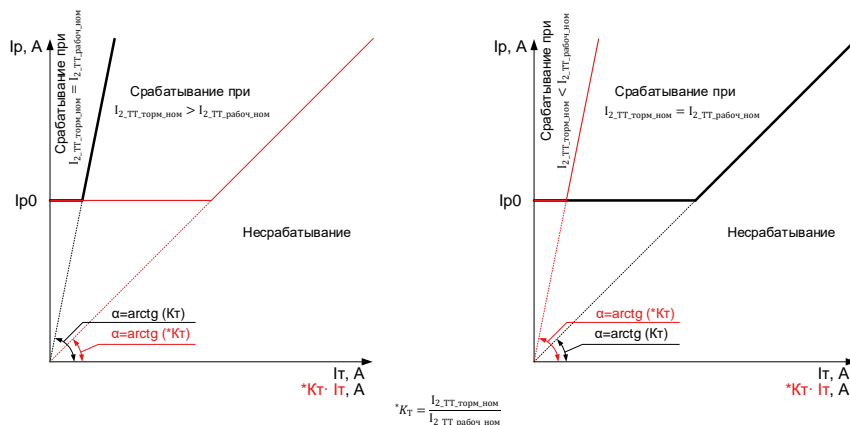 Iр, А
Срабатывание при
I2_ТТ_торм_ном = I2_ТТ_рабоч_ном
Срабатывание при
I2_ТТ_торм_ном > I2_ТТ_рабоч_ном
Iр0
Несрабатывание
α=arctg (Кт)
α=arctg (*Кт)
Iт, А
*Кт· Iт, А
Iр, А
Срабатывание при
I2_ТТ_торм_ном < I2_ТТ_рабоч_ном
Срабатывание при
I2_ТТ_торм_ном = I2_ТТ_рабоч_ном
Iр0
Несрабатывание
α=arctg (*Кт)
α=arctg (Кт)
Iт, А
*Кт· Iт, А
*KТ = I2_ТТ_торм_ном
I2_ТТ_рабоч_ном